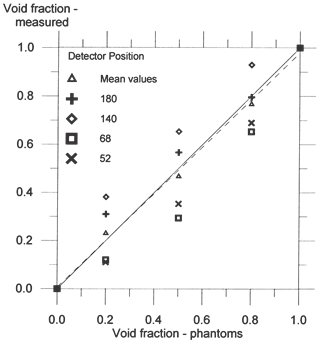 Void fraction -
measured
1.0
Detector Position
Mean values
0.8
180
140
0.6
68
52
0.4
0.2
0.0
0.0 0.2 0.4 0.6 0.8 1.0
Void fraction - phantoms